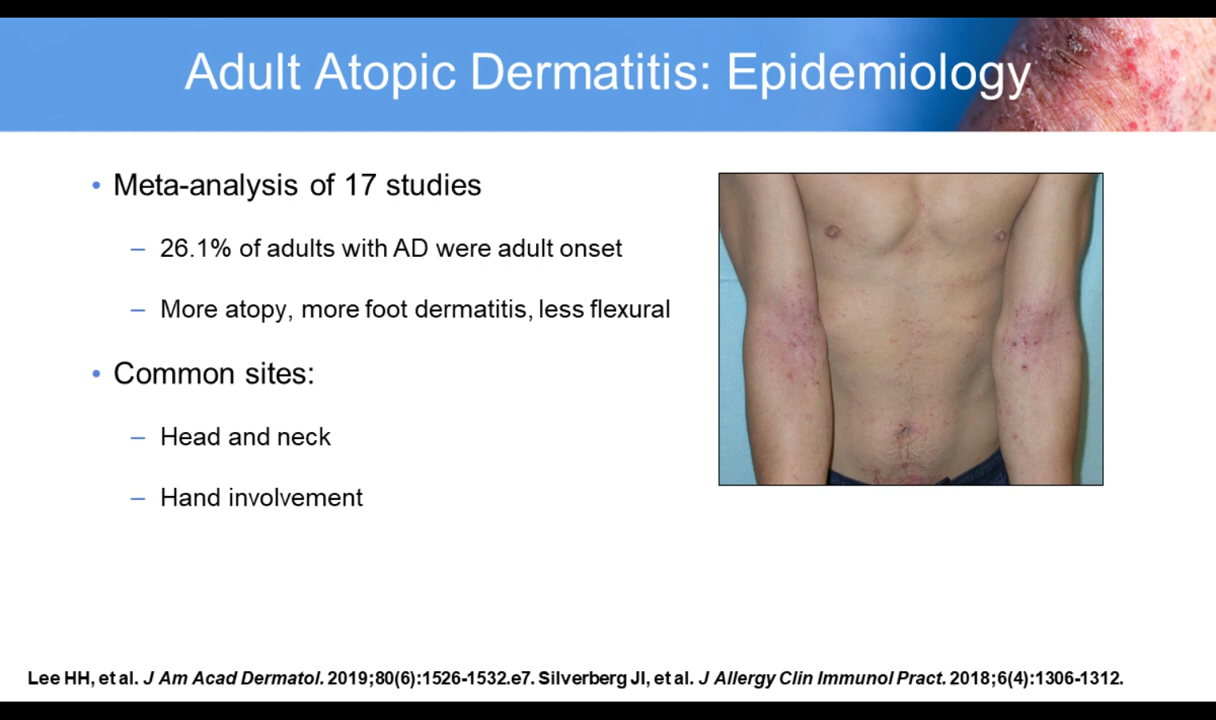 Adult Atopic Dermatitis: Epidemiology
• Meta-analysis of 17 studies
– 26.1% of adults with AD were adult onset
– More atopy, more foot dermatitis, less flexural
• Common sites:
– Head and neck
– Hand involvement
Lee HH, et al. J Am Acad Dermatol. 2019;80(6):1526-1532.e7. Silverberg JI, et al. J Allergy Clin Immunol Pract. 2018;6(4):1306-1312.